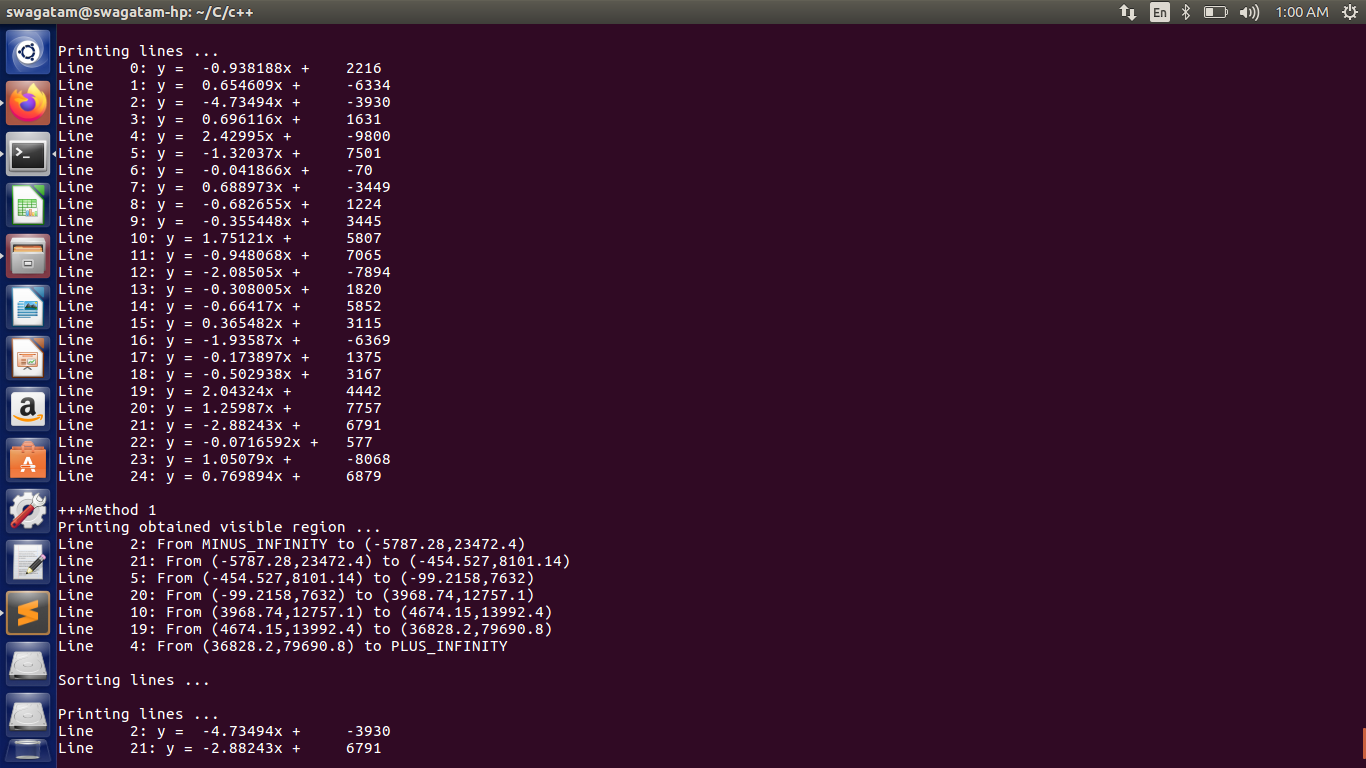 swagatam@swagatam-hp: ~/C/c++ En 1:00 AM
Printing lines ...
Line    0: y =  -0.938188x +    2216
Line    1: y =  0.654609x +     -6334
Line    2: y =  -4.73494x +     -3930
Line    3: y =  0.696116x +     1631
Line    4: y =  2.42995x +      -9800
Line    5: y =  -1.32037x +     7501
Line    6: y =  -0.041866x +    -70
Line    7: y =  0.688973x +     -3449
Line    8: y =  -0.682655x +    1224
Line    9: y =  -0.355448x +    3445
Line    10: y = 1.75121x +      5807
Line    11: y = -0.948068x +    7065
Line    12: y = -2.08505x +     -7894
Line    13: y = -0.308005x +    1820
Line    14: y = -0.66417x +     5852
Line    15: y = 0.365482x +     3115
Line    16: y = -1.93587x +     -6369
Line    17: y = -0.173897x +    1375
Line    18: y = -0.502938x +    3167
Line    19: y = 2.04324x +      4442
Line    20: y = 1.25987x +      7757
Line    21: y = -2.88243x +     6791
Line    22: y = -0.0716592x +   577
Line    23: y = 1.05079x +      -8068
Line    24: y = 0.769894x +     6879
+++Method 1
Printing obtained visible region ...
Line    2: From MINUS_INFINITY to (-5787.28,23472.4)
Line    21: From (-5787.28,23472.4) to (-454.527,8101.14)
Line    5: From (-454.527,8101.14) to (-99.2158,7632)
Line    20: From (-99.2158,7632) to (3968.74,12757.1)
Line    10: From (3968.74,12757.1) to (4674.15,13992.4)
Line    19: From (4674.15,13992.4) to (36828.2,79690.8)
Line    4: From (36828.2,79690.8) to PLUS_INFINITY
Sorting lines ...
Printing lines ...
Line    2: y =  -4.73494x +     -3930
Line    21: y = -2.88243x +     6791